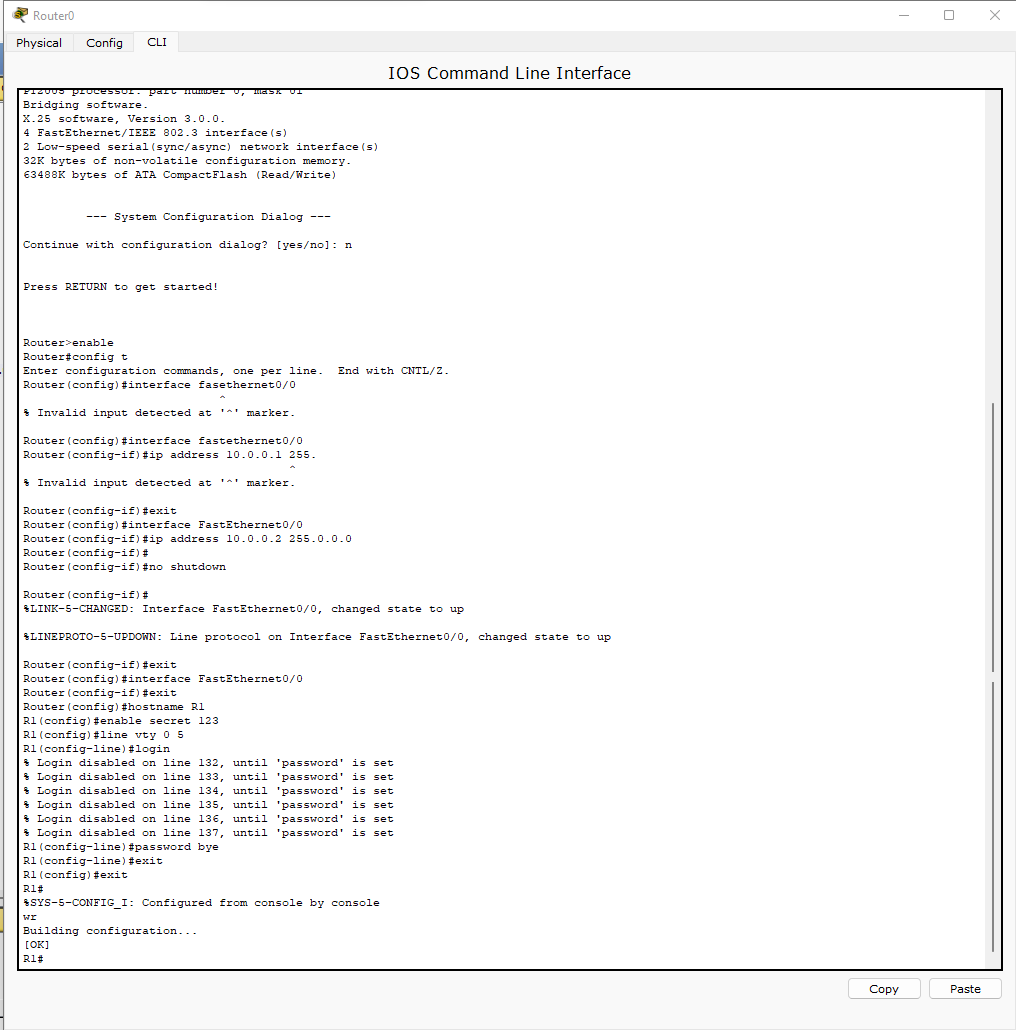 Router0
Physical Config CLI
IOS Command Line Interface
PT2005 processor: part number 0, mask 01
Bridging software.
X.25 software, Version 3.0.0.
4 FastEthernet/IEEE 802.3 interface(s)
2 Low-speed serial(sync/async) network interface(s)
32K bytes of non-volatile configuration memory.
63488K bytes of ATA CompactFlash (Read/Write)
--- System Configuration Dialog ---
Continue with configuration dialog? [yes/no]: n
Press RETURN to get started!
Router>enable
Router#config t
Enter configuration commands, one per line.  End with CNTL/Z.
Router(config)#interface fasethernet0/0
^
% Invalid input detected at '^' marker.
Router(config)#interface fastethernet0/0
Router(config-if)#ip address 10.0.0.1 255.
^
% Invalid input detected at '^' marker.
Router(config-if)#exit
Router(config)#interface FastEthernet0/0
Router(config-if)#ip address 10.0.0.2 255.0.0.0
Router(config-if)#
Router(config-if)#no shutdown
Router(config-if)#
%LINK-5-CHANGED: Interface FastEthernet0/0, changed state to up
%LINEPROTO-5-UPDOWN: Line protocol on Interface FastEthernet0/0, changed state to up
Router(config-if)#exit
Router(config)#interface FastEthernet0/0
Router(config-if)#exit
Router(config)#hostname R1
R1(config)#enable secret 123
R1(config)#line vty 0 5
R1(config-line)#login
% Login disabled on line 132, until 'password' is set
% Login disabled on line 133, until 'password' is set
% Login disabled on line 134, until 'password' is set
% Login disabled on line 135, until 'password' is set
% Login disabled on line 136, until 'password' is set
% Login disabled on line 137, until 'password' is set
R1(config-line)#password bye
R1(config-line)#exit
R1(config)#exit
R1#
%SYS-5-CONFIG_I: Configured from console by console
wr
Building configuration...
[OK]
R1#
Copy Paste